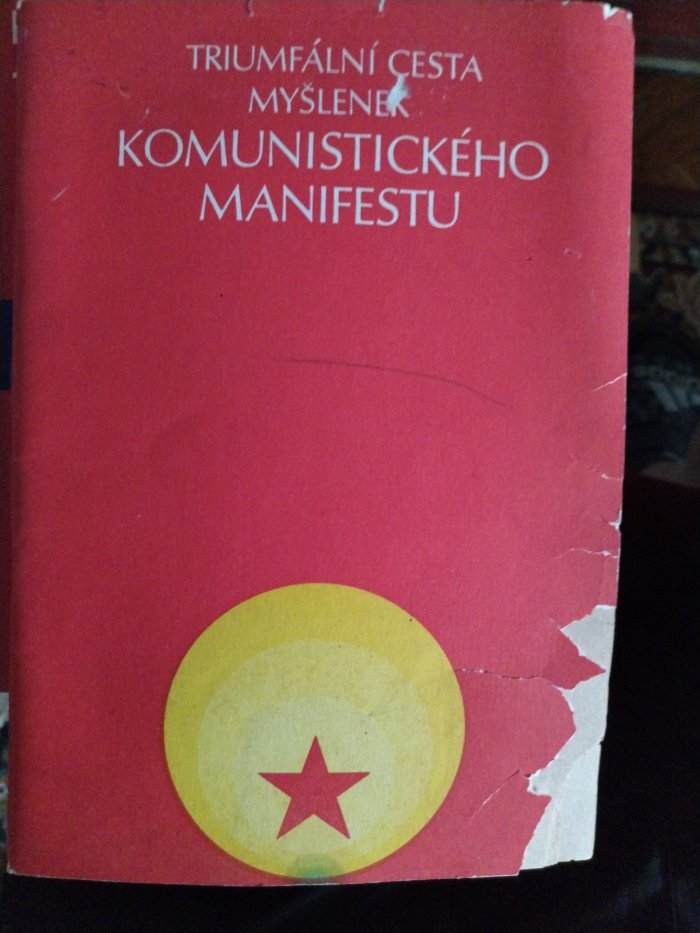 TRIUMFÁLNÍ CESTA
MYŠLENEK
KOMUNISTICKÉHO
MANIFESTU